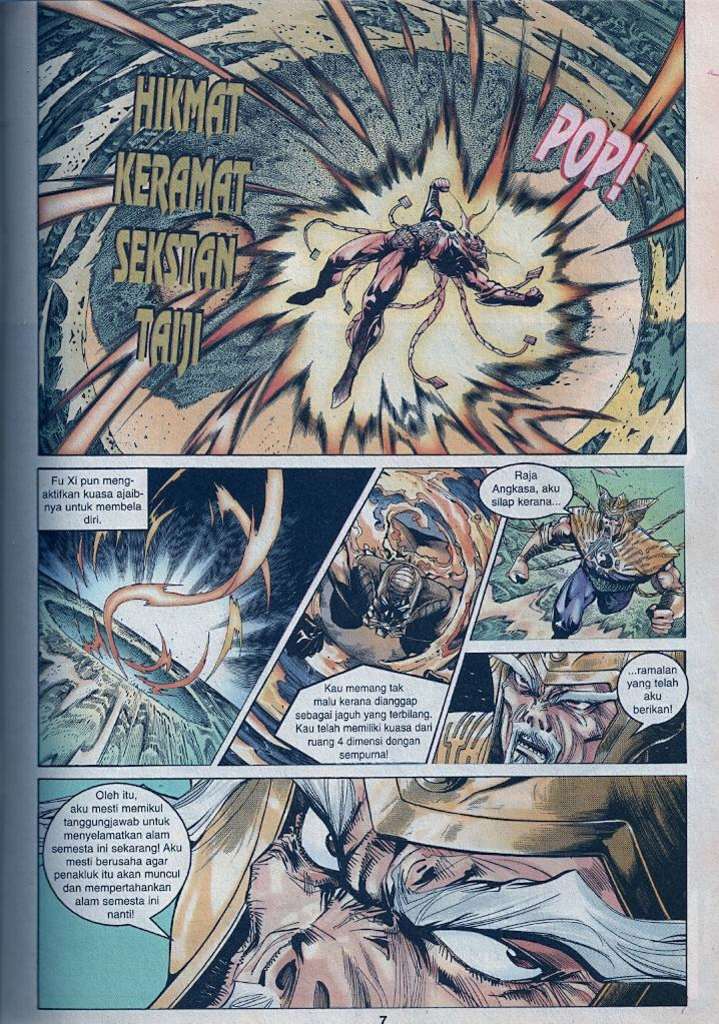 HIKMAT
KERAMAT
SEKSTAN
TAIJI
POP!
Fu Xi pun meng-
aktifkan kuasa ajaib-
nya untuk membela
diri.
Kau memang tak
malu kerana dianggap
sebagai jaguh yang terbilang.
Kau telah memiliki kuasa dari
ruang 4 dimensi dengan
sempurna!
Raja
Angkasa, aku
silap kerana...
...ramalan
yang telah
aku
berikan!
Oleh itu,
aku mesti memikul
tanggungjawab untuk
menyelamatkan alam
semesta ini sekarang! Aku
mesti berusaha agar
penakluk itu akan muncul
dan mempertahankan
alam semesta ini
nanti!
7